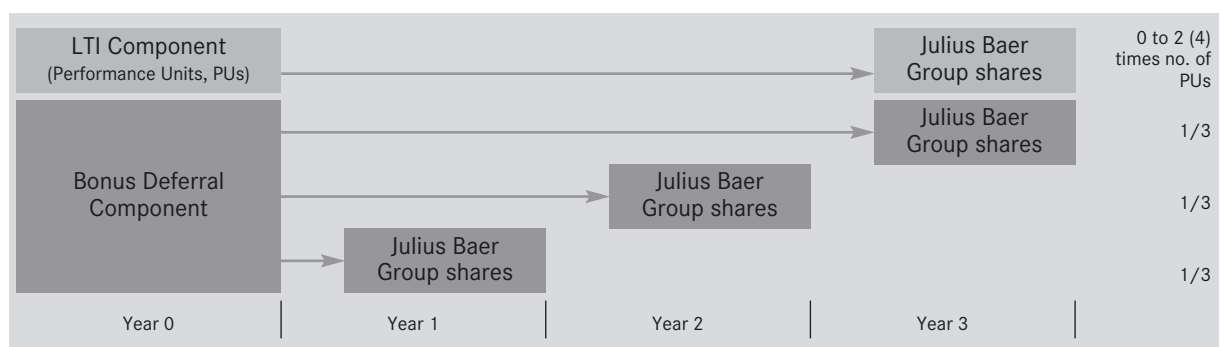 LTI Component
(Performance Units, PUs)
Julius Baer
Group shares
0 to 2 (4)
times no. of
PUs
Bonus Deferral
Component
Julius Baer
Group shares
1/3
Julius Baer
Group shares
1/3
Julius Baer
Group shares
1/3
Year 0
Year 1
Year 2
Year 3